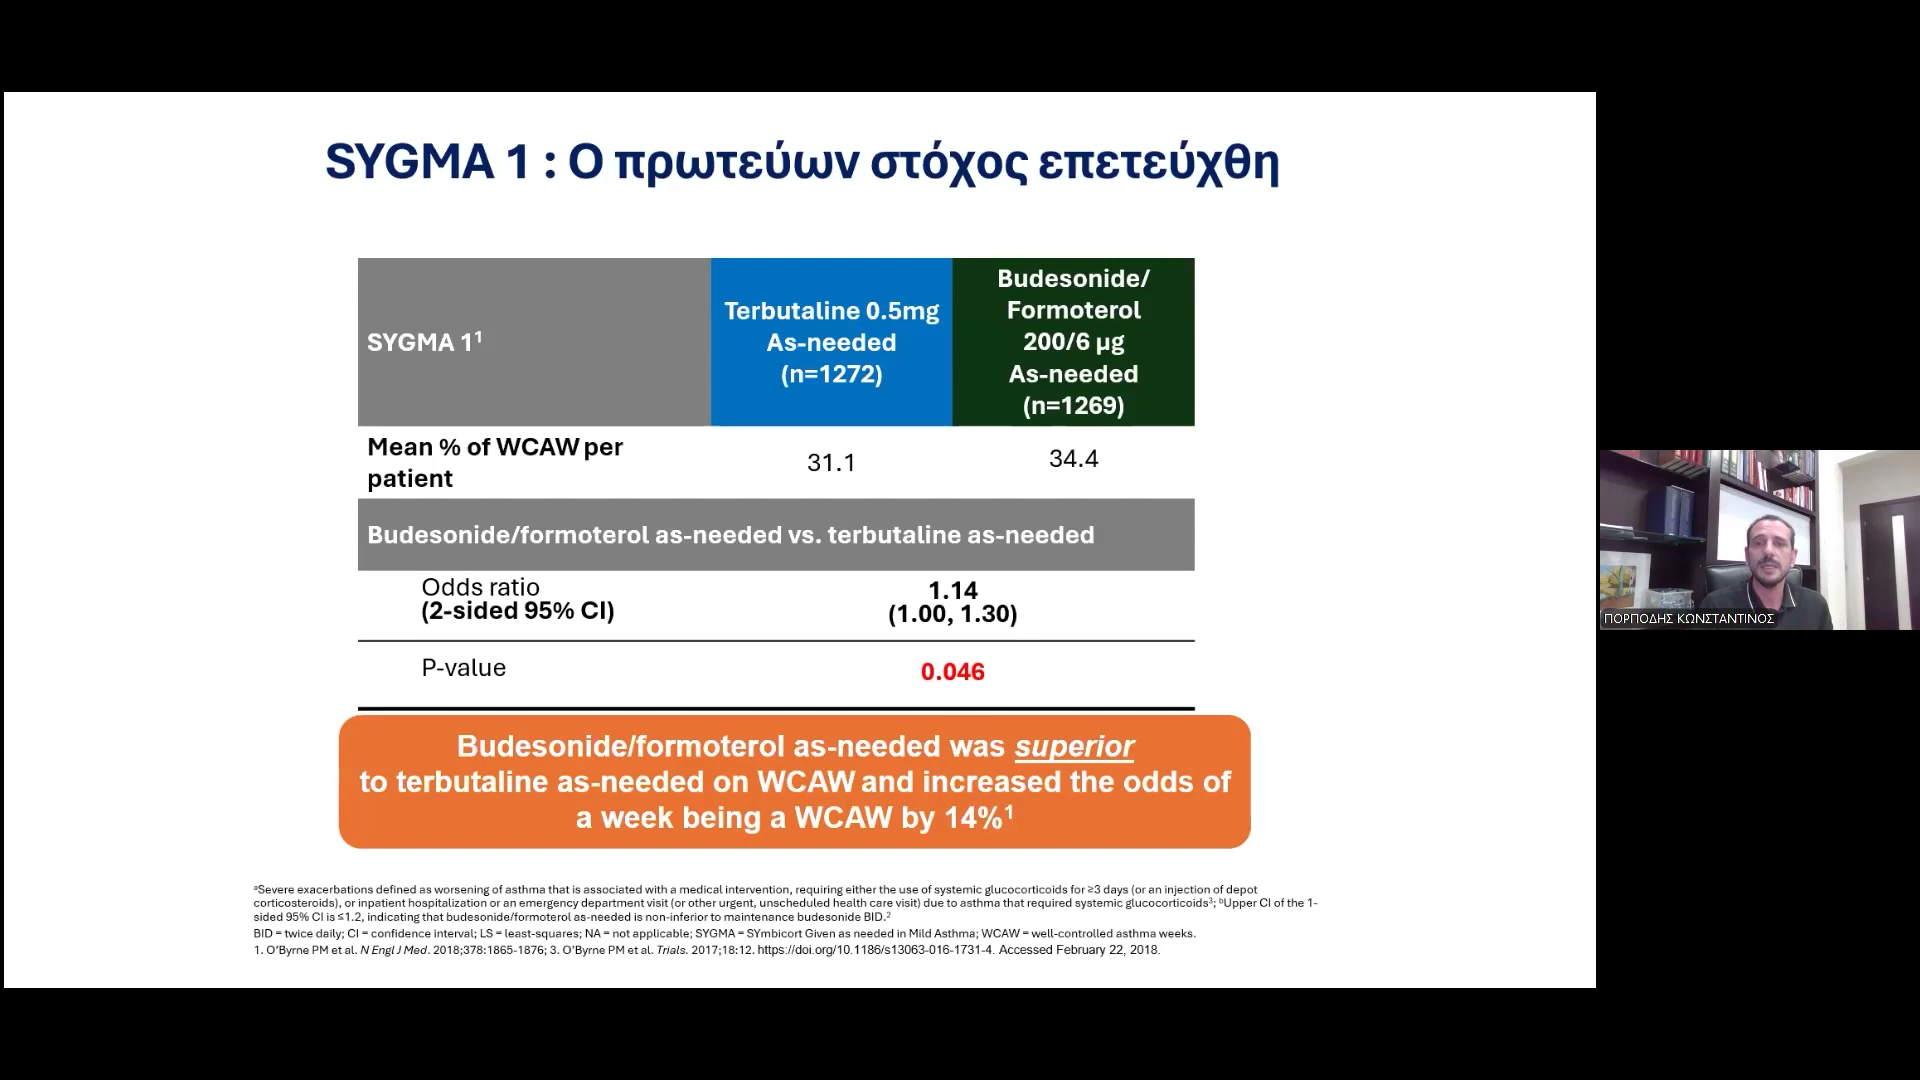 SYGMA 1 : Ο πρωτεύων στόχος επετεύχθη
SYGMA 1¹
Terbutaline 0.5mg
As-needed
(n=1272)
Budesonide/
Formoterol
200/6 µg
As-needed
(n=1269)
Mean % of WCAW per
patient
31.1
34.4
Budesonide/formoterol as-needed vs. terbutaline as-needed
Odds ratio
(2-sided 95% CI)
1.14
(1.00, 1.30)
P-value
0.046
Budesonide/formoterol as-needed was superior
to terbutaline as-needed on WCAW and increased the odds of
a week being a WCAW by 14%¹
ᵃSevere exacerbations defined as worsening of asthma that is associated with a medical intervention, requiring either the use of systemic glucocorticoids for ≥3 days (or an injection of depot
corticosteroids), or inpatient hospitalization or an emergency department visit (or other urgent, unscheduled health care visit) due to asthma that required systemic glucocorticoids³; ᵇUpper CI of the 1-
sided 95% CI is ≤1.2, indicating that budesonide/formoterol as-needed is non-inferior to maintenance budesonide BID.²
BID = twice daily; CI = confidence interval; LS = least-squares; NA = not applicable; SYGMA = SYmbicort Given as needed in Mild Asthma; WCAW = well-controlled asthma weeks.
1. O’Byrne PM et al. N Engl J Med. 2018;378:1865-1876; 3. O’Byrne PM et al. Trials. 2017;18:12. https://doi.org/10.1186/s13063-016-1731-4. Accessed February 22, 2018.
ΠΟΡΠΟΔΗΣ ΚΩΝΣΤΑΝΤΙΝΟΣ